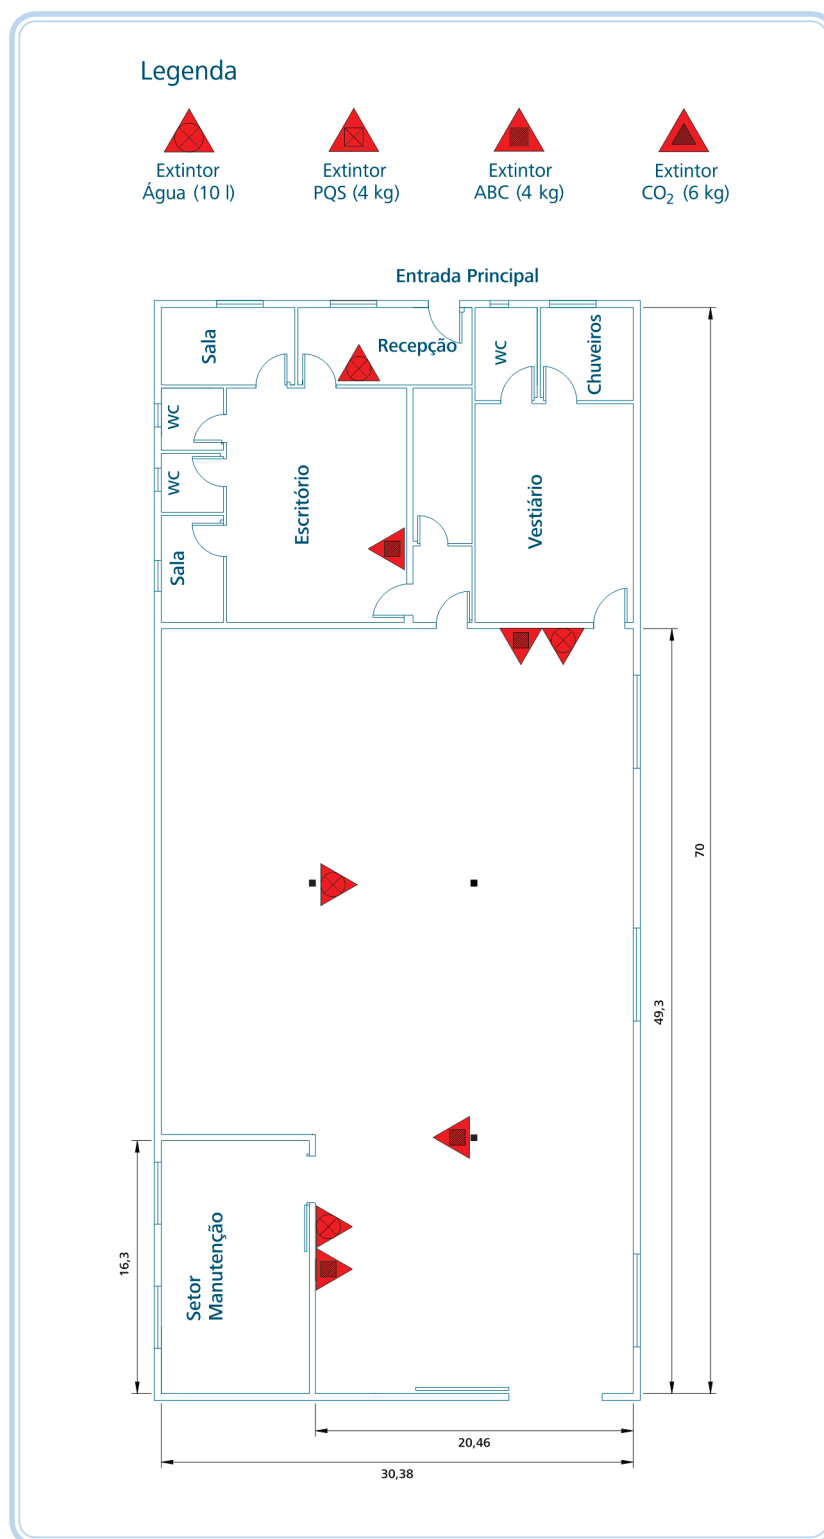 Legenda
Extintor
Água (10 l)
Extintor
PQS (4 kg)
Extintor
ABC (4 kg)
Extintor
CO₂ (6 kg)
Entrada Principal
Sala
Recepção
WC
Chuveiros
WC
WC
Sala
Escritório
Vestiário
70
49,3
16,3
Setor
Manutenção
20,46
30,38